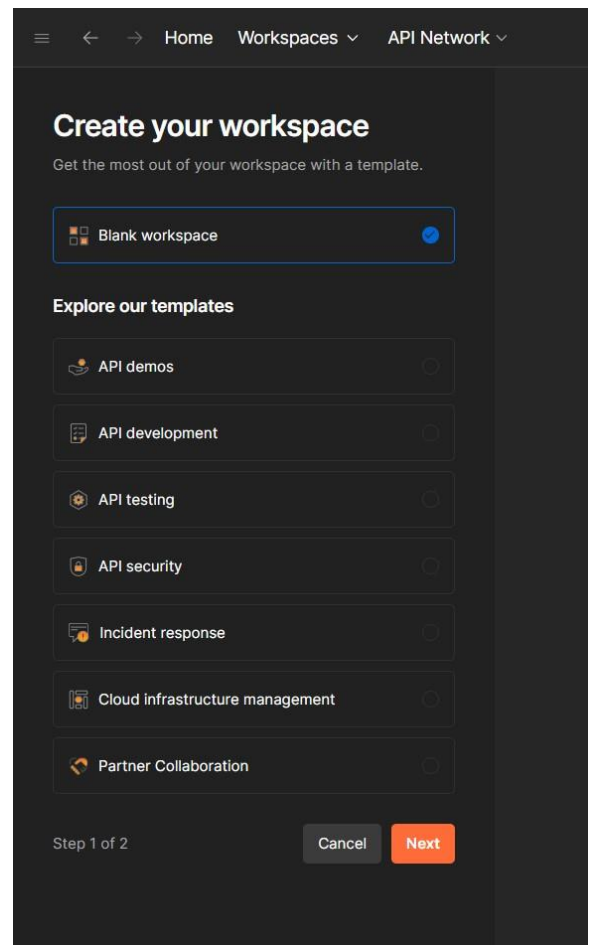 Home Workspaces API Network
Create your workspace
Get the most out of your workspace with a template.
Blank workspace
Explore our templates
API demos
API development
API testing
API security
Incident response
Cloud infrastructure management
Partner Collaboration
Step 1 of 2 Cancel Next